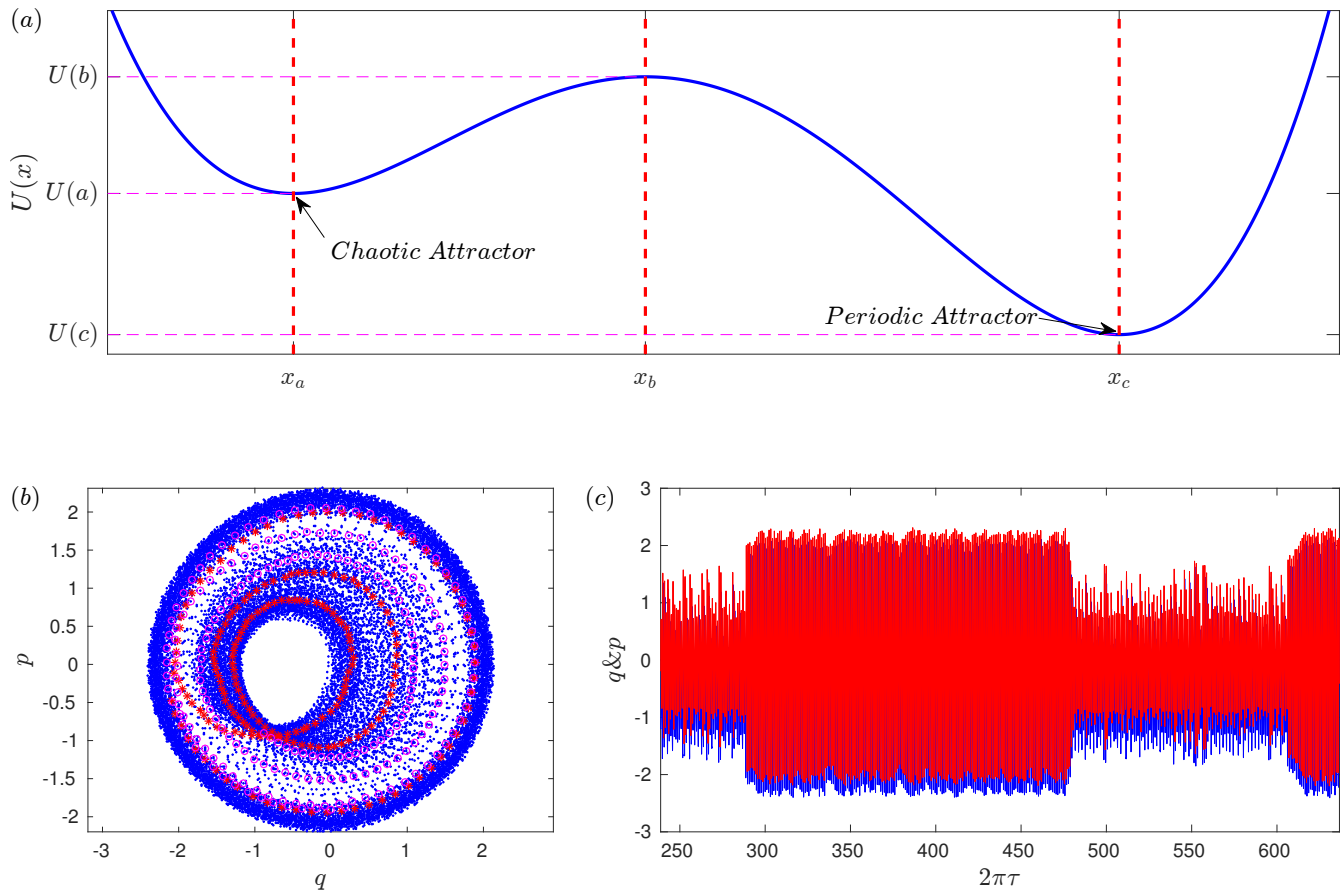 (a)
U(b)
U(a)
U(c)
U(x)
Chaotic Attractor
Periodic Attractor
x_a
x_b
x_c
(b)
2
1.5
1
0.5
0
-0.5
-1
-1.5
-2
p
-3
-2
-1
0
1
2
q
(c)
3
2
1
0
-1
-2
-3
q&p
250
300
350
400
450
500
550
600
2πτ